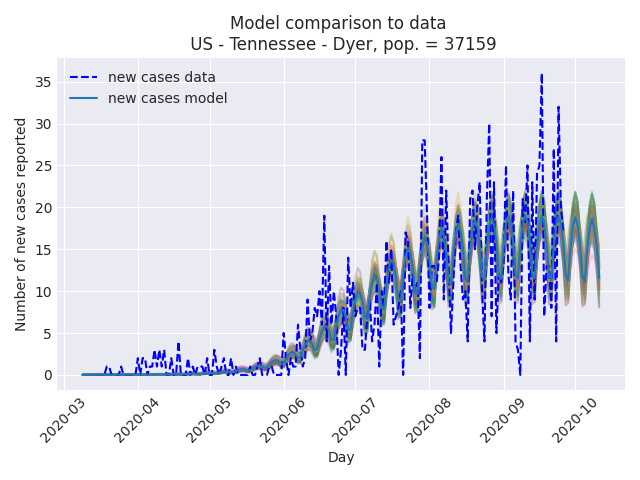 Model comparison to data
US - Tennessee - Dyer, pop. = 37159
new cases data
new cases model
Number of new cases reported
35
30
25
20
15
10
5
0
2020-03
2020-04
2020-05
2020-06
2020-07
2020-08
2020-09
2020-10
Day